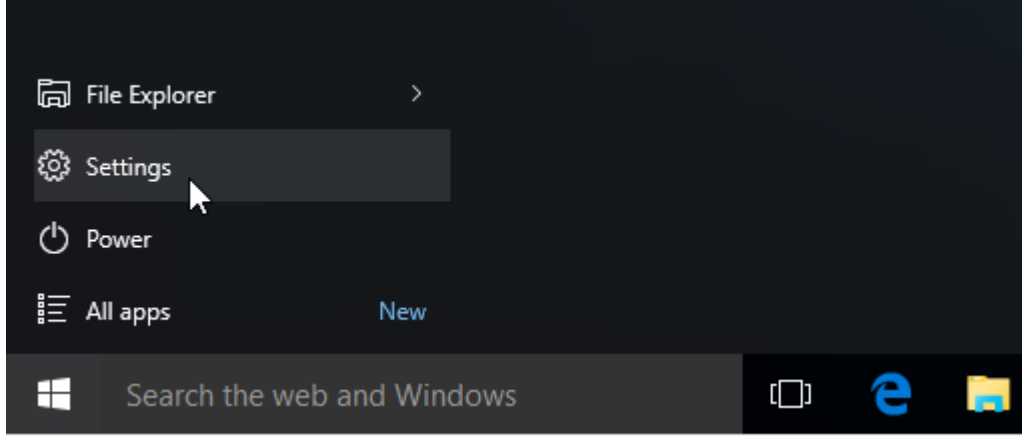 File Explorer
Settings
Power
All apps New
Search the web and Windows